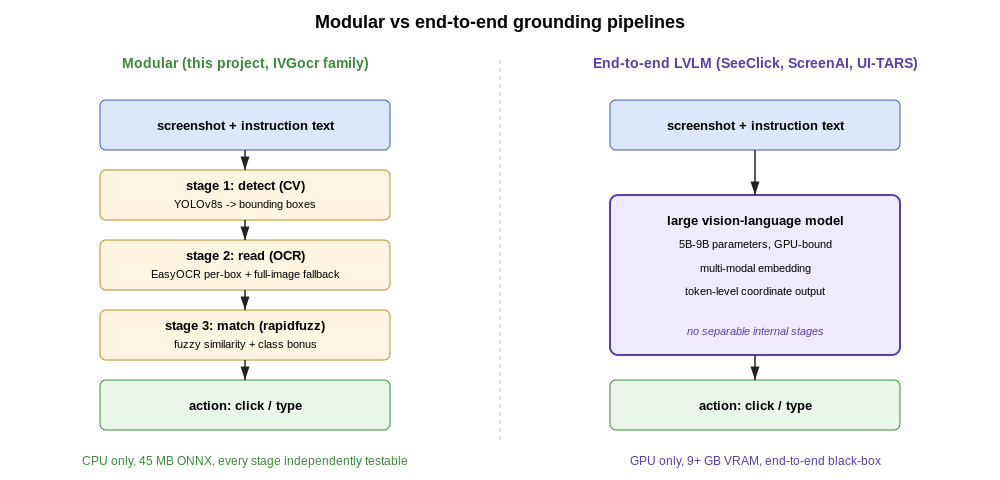 Modular vs end-to-end grounding pipelines
Modular (this project, IVGocr family)
screenshot + instruction text
stage 1: detect (CV)
YOLOv8s -> bounding boxes
stage 2: read (OCR)
EasyOCR per-box + full-image fallback
stage 3: match (rapidfuzz)
fuzzy similarity + class bonus
action: click / type
CPU only, 45 MB ONNX, every stage independently testable
End-to-end LVLM (SeeClick, ScreenAI, UI-TARS)
screenshot + instruction text
large vision-language model
5B-9B parameters, GPU-bound
multi-modal embedding
token-level coordinate output
no separable internal stages
action: click / type
GPU only, 9+ GB VRAM, end-to-end black-box